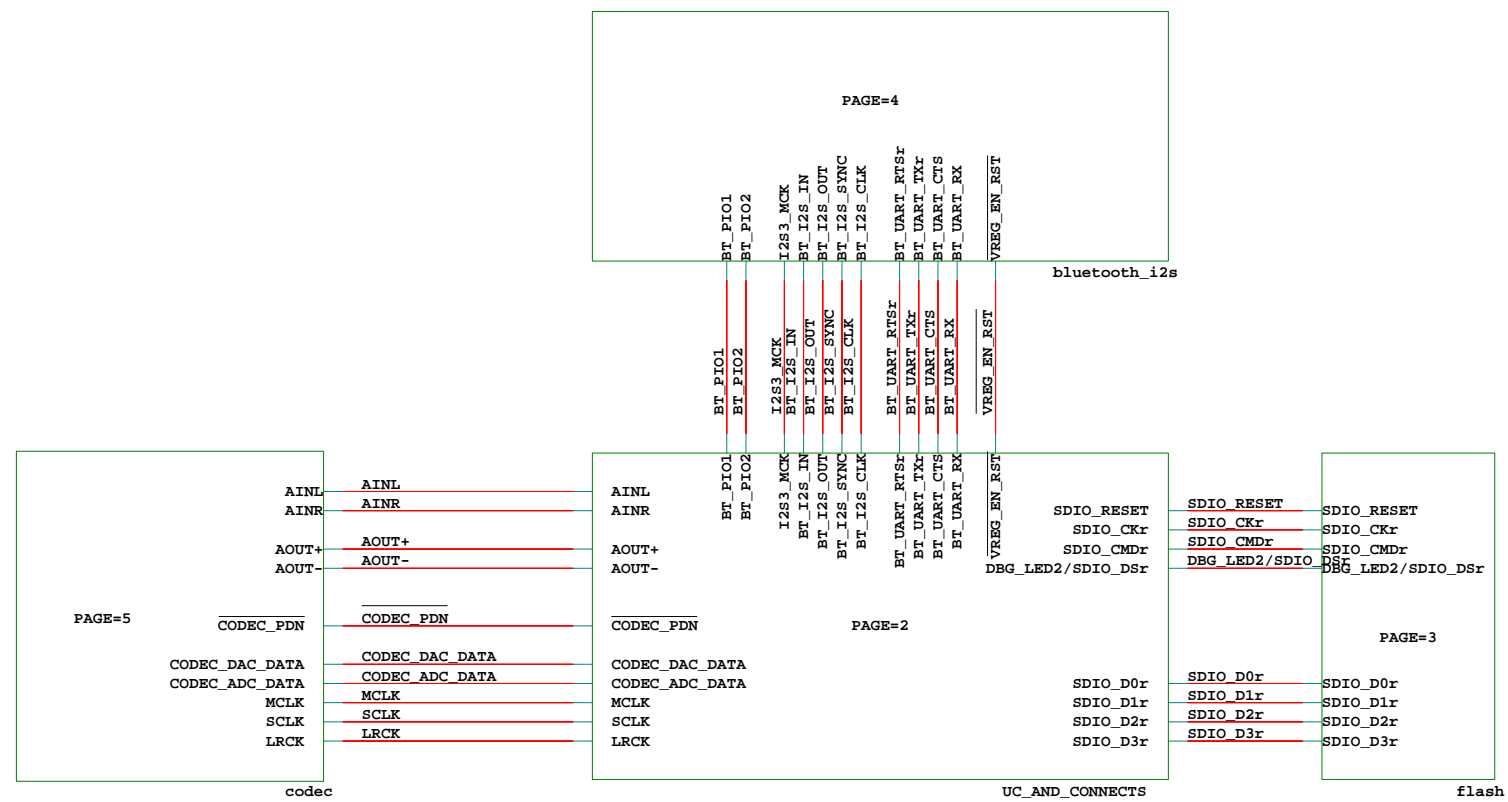 PAGE=4
BT_PIO1
BT_PIO2
I2S3_MCK
BT_I2S_IN
BT_I2S_OUT
BT_I2S_SYNC
BT_I2S_CLK
BT_UART_RTSr
BT_UART_TXr
BT_UART_CTS
BT_UART_RX
VREG_EN_RST
bluetooth_i2s
BT_PIO1
BT_PIO2
I2S3_MCK
BT_I2S_IN
BT_I2S_OUT
BT_I2S_SYNC
BT_I2S_CLK
BT_UART_RTSr
BT_UART_TXr
BT_UART_CTS
BT_UART_RX
VREG_EN_RST
AINL
AINR
AOUT+
AOUT-
PAGE=5
CODEC_PDN
CODEC_DAC_DATA
CODEC_ADC_DATA
MCLK
SCLK
LRCK
codec
AINL
AINR
AOUT+
AOUT-
CODEC_PDN
CODEC_DAC_DATA
CODEC_ADC_DATA
MCLK
SCLK
LRCK
BT_PIO1
BT_PIO2
I2S3_MCK
BT_I2S_IN
BT_I2S_OUT
BT_I2S_SYNC
BT_I2S_CLK
BT_UART_RTSr
BT_UART_TXr
BT_UART_CTS
BT_UART_RX
VREG_EN_RST
AINL
AINR
AOUT+
AOUT-
CODEC_PDN
PAGE=2
CODEC_DAC_DATA
CODEC_ADC_DATA
MCLK
SCLK
LRCK
SDIO_RESET
SDIO_CKr
SDIO_CMDr
DBG_LED2/SDIO_DSr
SDIO_D0r
SDIO_D1r
SDIO_D2r
SDIO_D3r
UC_AND_CONNECTS
SDIO_RESET
SDIO_CKr
SDIO_CMDr
DBG_LED2/SDIO_DSr
SDIO_D0r
SDIO_D1r
SDIO_D2r
SDIO_D3r
SDIO_RESET
SDIO_CKr
SDIO_CMDr
DBG_LED2/SDIO_DSr
PAGE=3
SDIO_D0r
SDIO_D1r
SDIO_D2r
SDIO_D3r
flash